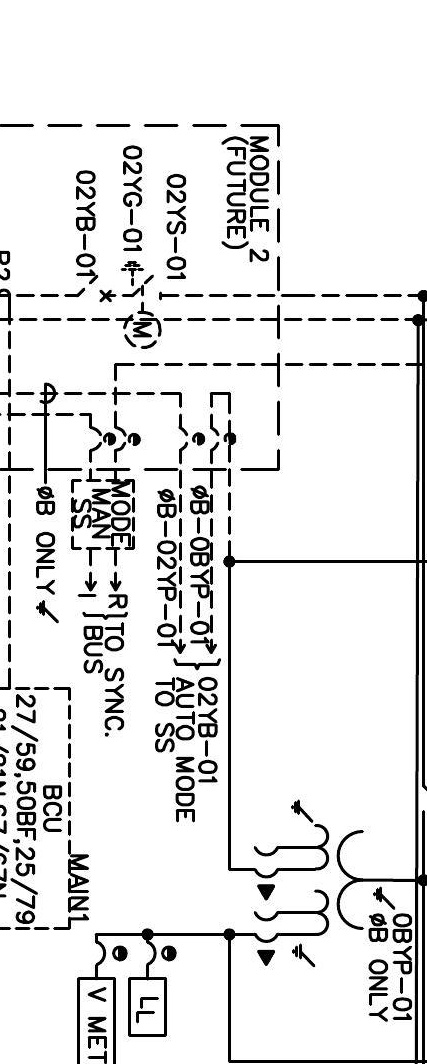 MODULE 2
(FUTURE)
02YS-01
02YG-01
02YB-01
(M)
MODE
MAN
SS
R
I
TO SYNC.
BUS
øB ONLY
øB-0BYP-01
øB-02YP-01
02YB-01
AUTO MODE
TO SS
0BYP-01
øB ONLY
MAIN1
BCU
27/59,50BF,25/79
LL
V MET